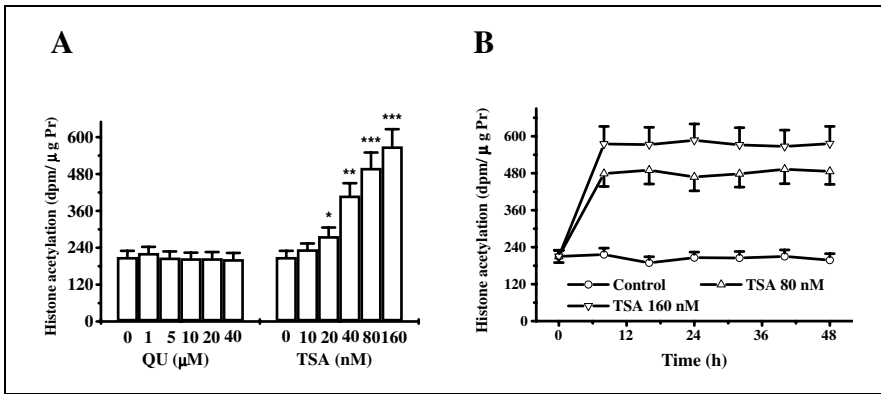 A
Histone acetylation (dpm/ μ g Pr)
600
480
360
240
120
0
*
**
***
***
0 1 5 10 20 40
0 10 20 40 80 160
QU (μM)
TSA (nM)
B
Histone acetylation (dpm/ μ g Pr)
600
480
360
240
120
0
Control
TSA 80 nM
TSA 160 nM
0 12 24 36 48
Time (h)